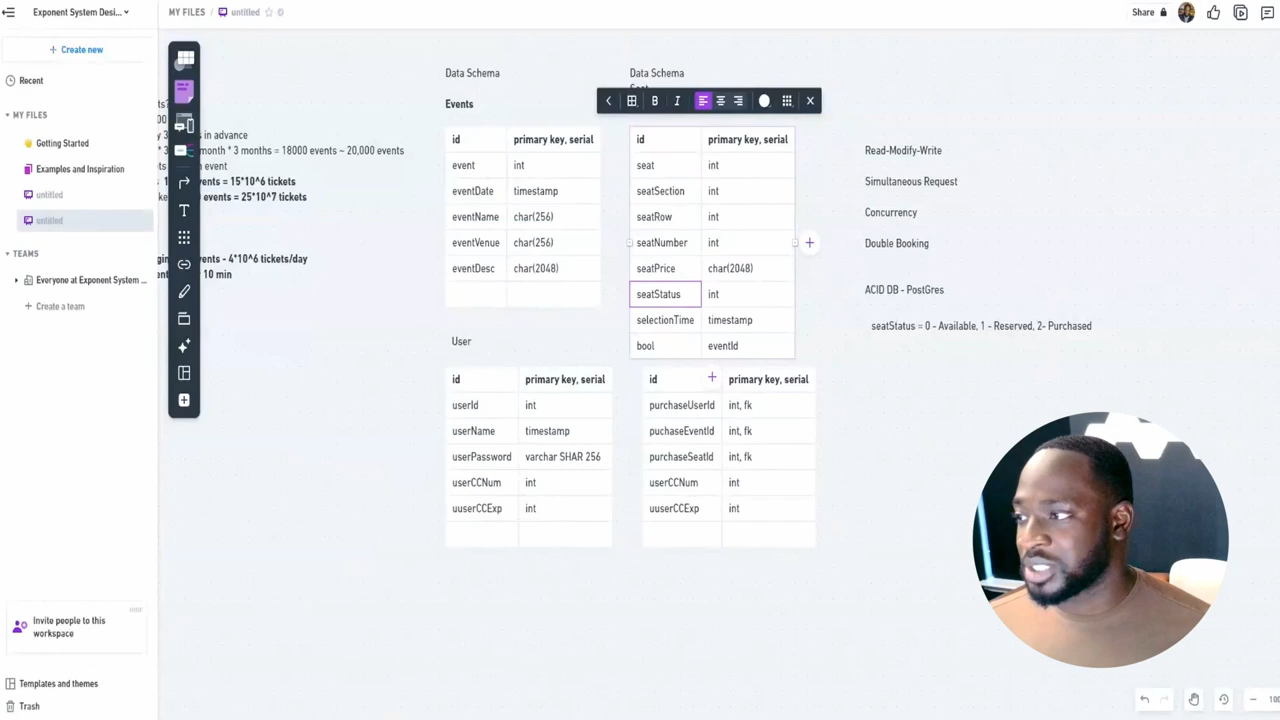 Exponent System Desi...
MY FILES / untitled
Share
+ Create new
Recent
MY FILES
Getting Started
Examples and Inspiration
untitled
untitled
TEAMS
Everyone at Exponent System ...
+ Create a team
Invite people to this
workspace
HIDE
Templates and themes
Trash
in advance
month * 3 months = 18000 events ~ 20,000 events
event
vents = 15*10^6 tickets
events = 25*10^7 tickets
events - 4*10^6 tickets/day
10 min
Data Schema
Events
id primary key, serial
event int
eventDate timestamp
eventName char(256)
eventVenue char(256)
eventDesc char(2048)
Data Schema
B I
id primary key, serial
seat int
seatSection int
seatRow int
seatNumber int
seatPrice char(2048)
seatStatus int
selectionTime timestamp
bool eventId
User
id primary key, serial
userId int
userName timestamp
userPassword varchar SHAR 256
userCCNum int
uuserCCExp int
id primary key, serial
purchaseUserId int, fk
puchaseEventId int, fk
purchaseSeatId int, fk
userCCNum int
uuserCCExp int
Read-Modify-Write
Simultaneous Request
Concurrency
Double Booking
ACID DB - PostGres
seatStatus = 0 - Available, 1 - Reserved, 2- Purchased